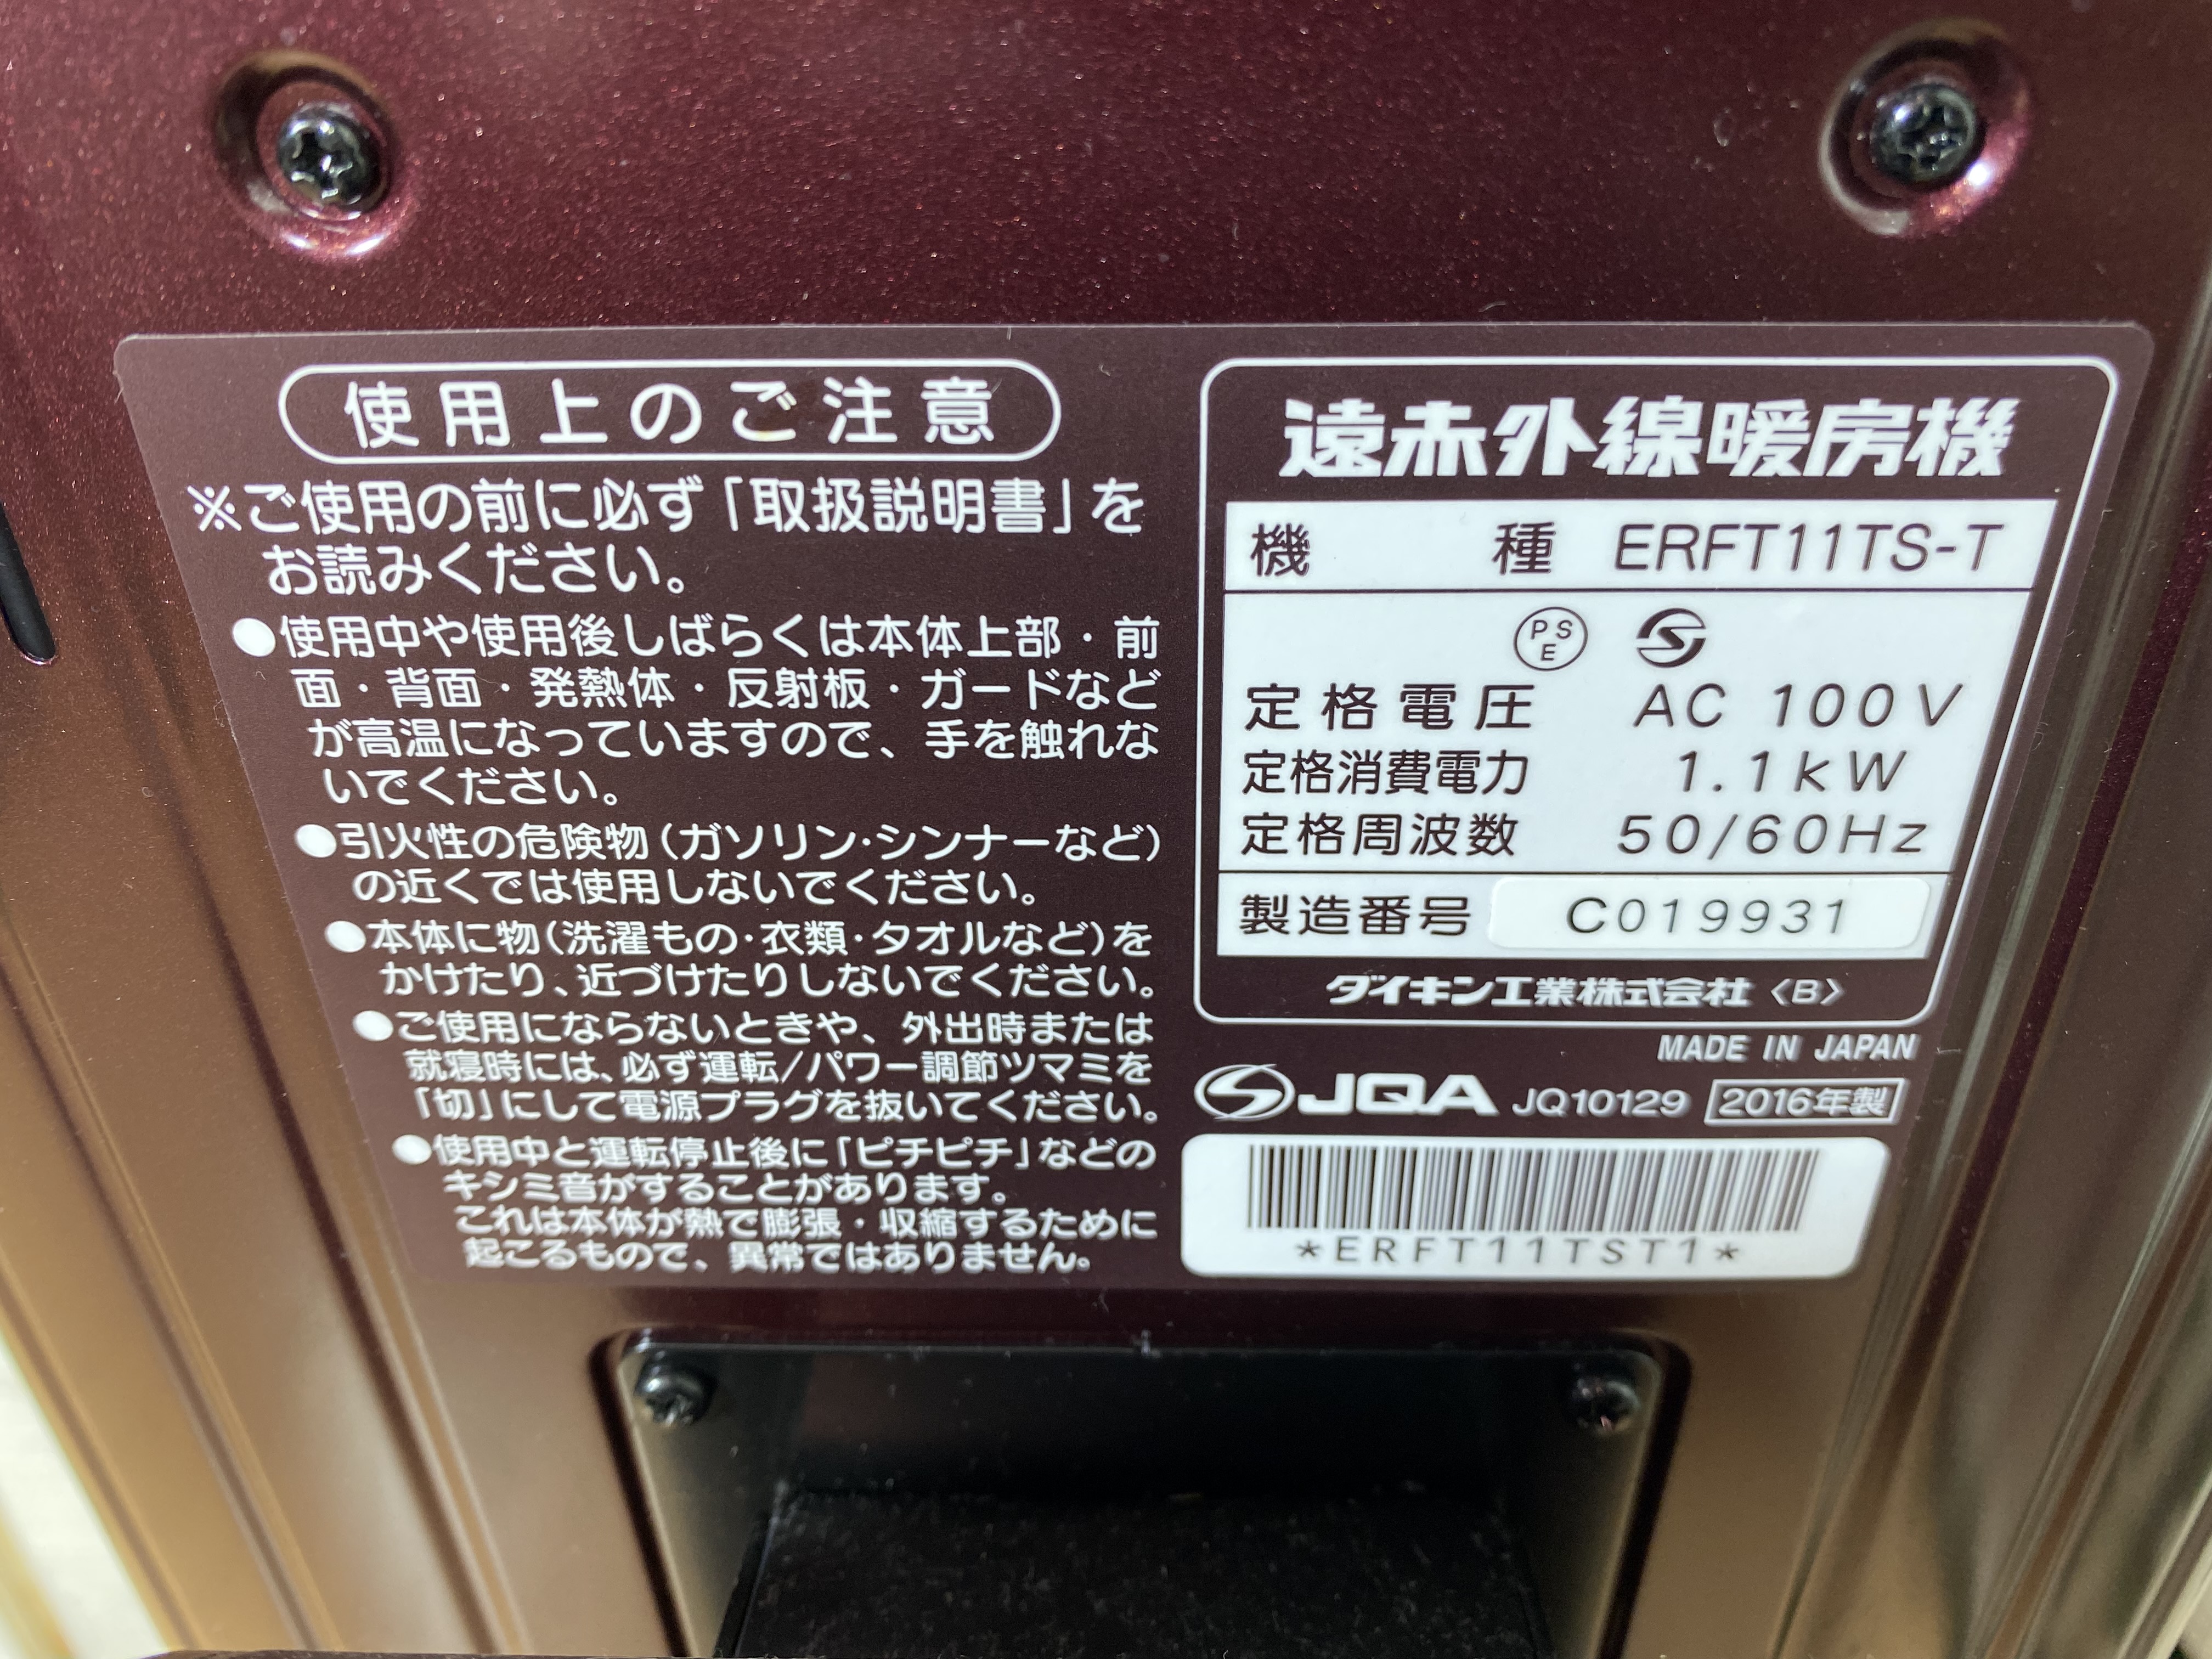 使用上のご注意
※ご使用の前に必ず「取扱説明書」を
お読みください。
●使用中や使用後しばらくは本体上部・前
面・背面・発熱体・反射板・ガードなど
が高温になっていますので、手を触れな
いでください。
●引火性の危険物(ガソリン・シンナーなど)
の近くでは使用しないでください。
●本体に物(洗濯もの・衣類・タオルなど)を
かけたり、近づけたりしないでください。
●ご使用にならないときや、外出時または
就寝時には、必ず運転/パワー調節ツマミを
「切」にして電源プラグを抜いてください。
●使用中と運転停止後に「ピチピチ」などの
キシミ音がすることがあります。
これは本体が熱で膨張・収縮するために
起こるもので、異常ではありません。
遠赤外線暖房機
機種 ERFT11TS-T
PSE
定格電圧 AC 100V
定格消費電力 1.1kW
定格周波数 50/60Hz
製造番号 C019931
ダイキン工業株式会社〈B〉
MADE IN JAPAN
JQA JQ10129 2016年製
*ERFT11TST1*